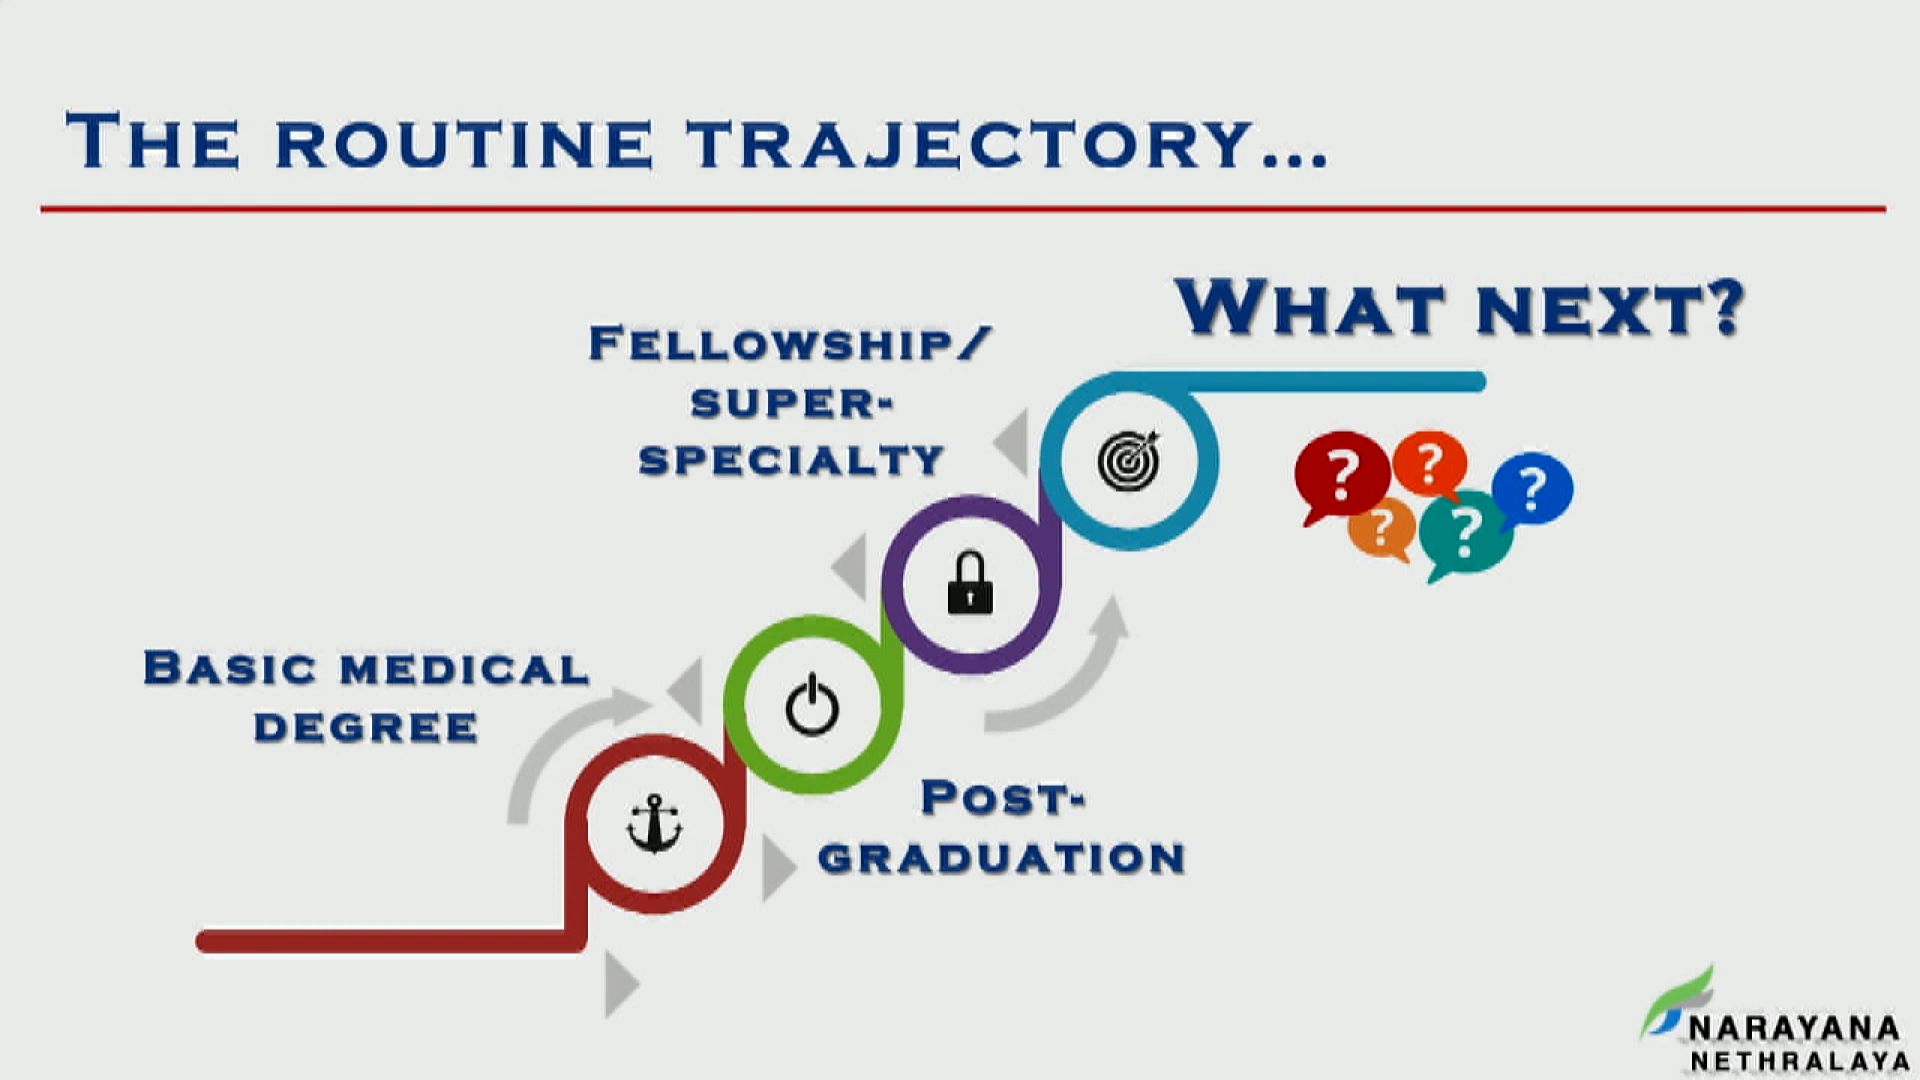 THE ROUTINE TRAJECTORY...
WHAT NEXT?
FELLOWSHIP/
SUPER-
SPECIALTY
? ? ? ? ?
BASIC MEDICAL
DEGREE
POST-
GRADUATION
NARAYANA
NETHRALAYA